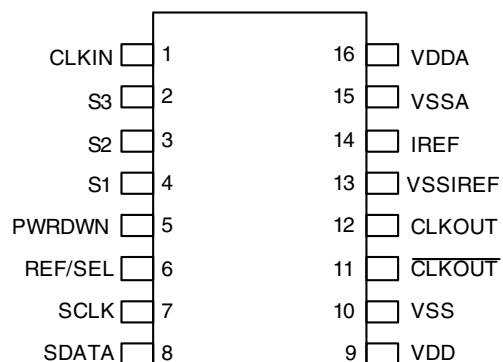 CLKIN 1 16 VDDA
S3 2 15 VSSA
S2 3 14 IREF
S1 4 13 VSSIREF
PWRDWN 5 12 CLKOUT
REF/SEL 6 11 CLKOUT
SCLK 7 10 VSS
SDATA 8 9 VDD